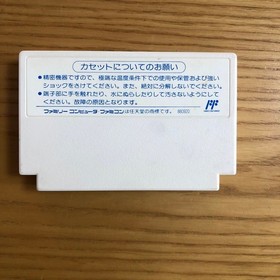 カセットについてのお願い
●精密機器ですので、極端な温度条件下での使用や保管および強い
ショックをさけてください。また、絶対に分解しないでください。
●端子部に手を触れたり、水にぬらしたりして汚さないようにして
ください。故障の原因となります。
ファミリーコンピュータ ファミコンは任天堂の商標です。